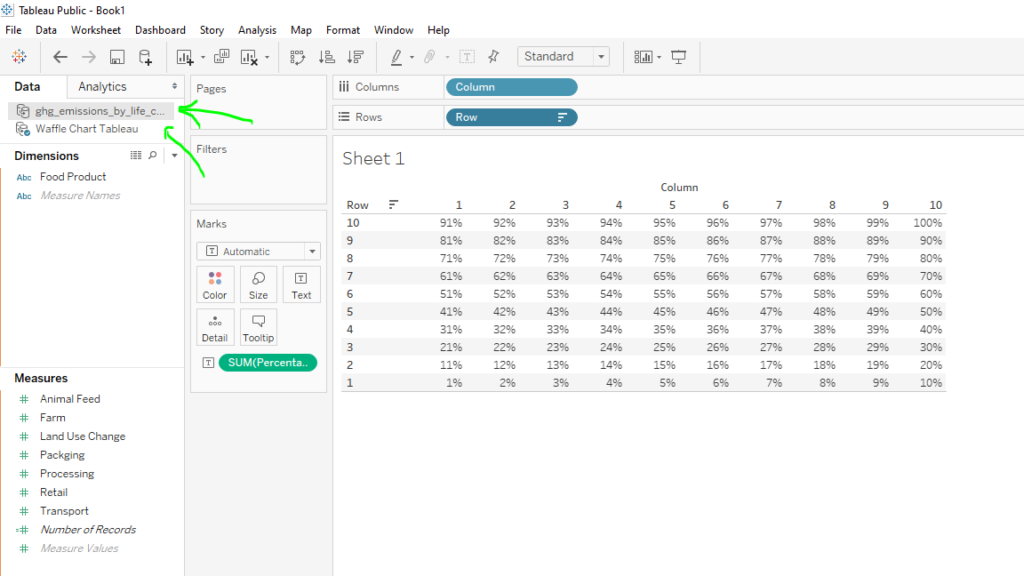 Tableau Public - Book1
File Data Worksheet Dashboard Story Analysis Map Format Window Help
Standard
Data Analytics
ghg_emissions_by_life_c...
Waffle Chart Tableau
Dimensions
Abc Food Product
Abc Measure Names
Measures
Animal Feed
Farm
Land Use Change
Packging
Processing
Retail
Transport
Number of Records
Measure Values
Pages
Filters
Marks
Automatic
Color Size Text
Detail Tooltip
SUM(Percenta..
Columns Column
Rows Row
Sheet 1
Column
Row 1 2 3 4 5 6 7 8 9 10
10 91% 92% 93% 94% 95% 96% 97% 98% 99% 100%
9 81% 82% 83% 84% 85% 86% 87% 88% 89% 90%
8 71% 72% 73% 74% 75% 76% 77% 78% 79% 80%
7 61% 62% 63% 64% 65% 66% 67% 68% 69% 70%
6 51% 52% 53% 54% 55% 56% 57% 58% 59% 60%
5 41% 42% 43% 44% 45% 46% 47% 48% 49% 50%
4 31% 32% 33% 34% 35% 36% 37% 38% 39% 40%
3 21% 22% 23% 24% 25% 26% 27% 28% 29% 30%
2 11% 12% 13% 14% 15% 16% 17% 18% 19% 20%
1 1% 2% 3% 4% 5% 6% 7% 8% 9% 10%